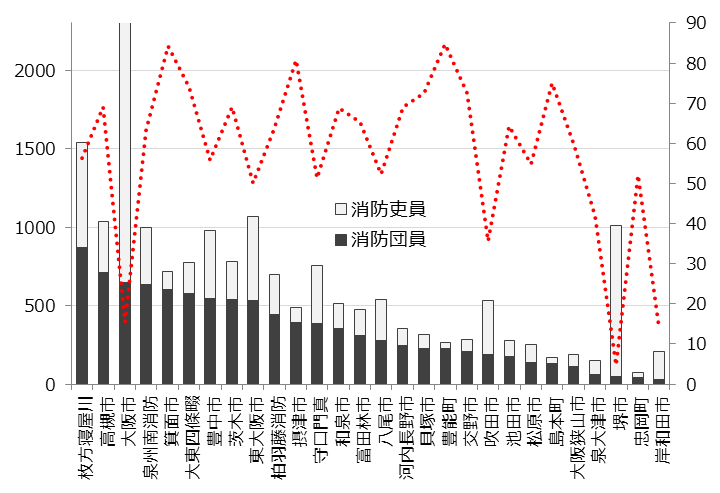 2000
1500
1000
500
0
90
80
70
60
50
40
30
20
10
0
消防吏員
消防団員
枚方寝屋川
高槻市
大阪市
泉州南消防
箕面市
大東四條畷
豊中市
茨木市
東大阪市
柏羽藤消防
摂津市
守口門真
和泉市
富田林市
八尾市
河内長野市
貝塚市
豊能町
交野市
吹田市
池田市
松原市
島本町
大阪狭山市
泉大津市
堺市
忠岡町
岸和田市